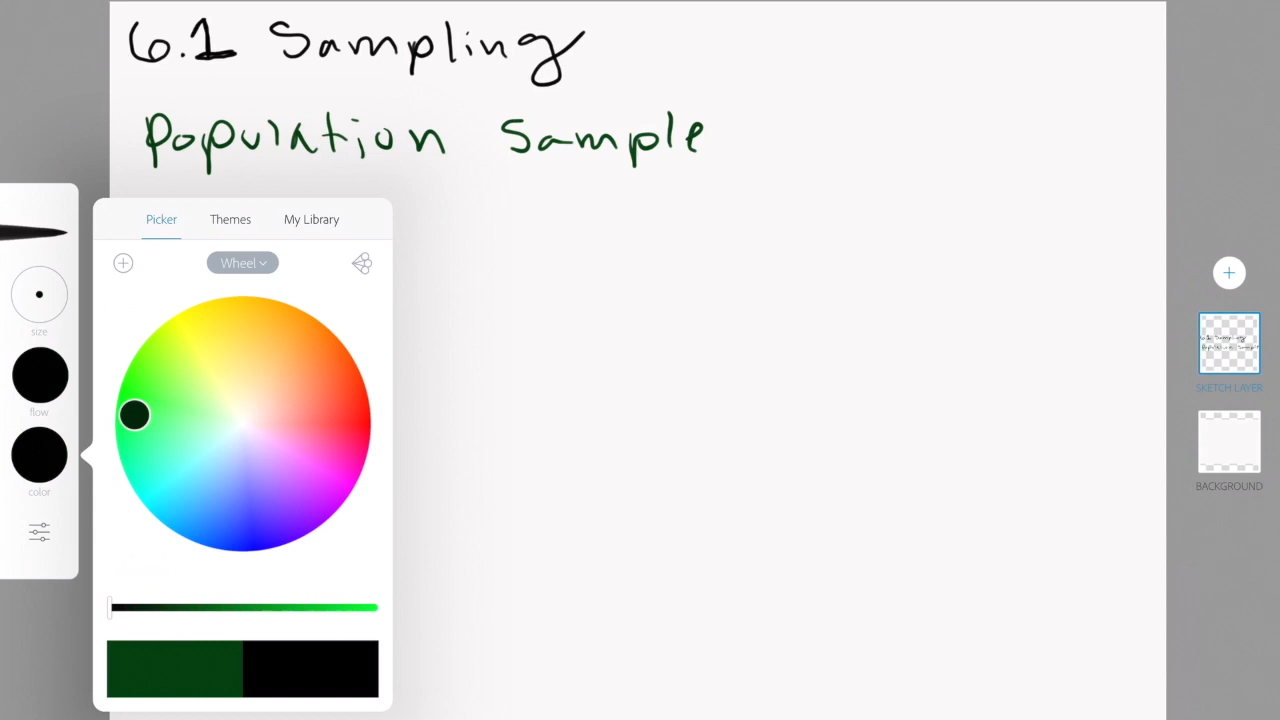 6.1 Sampling
Population Sample
Picker Themes My Library
Wheel
size
flow
color
SKETCH LAYER
BACKGROUND